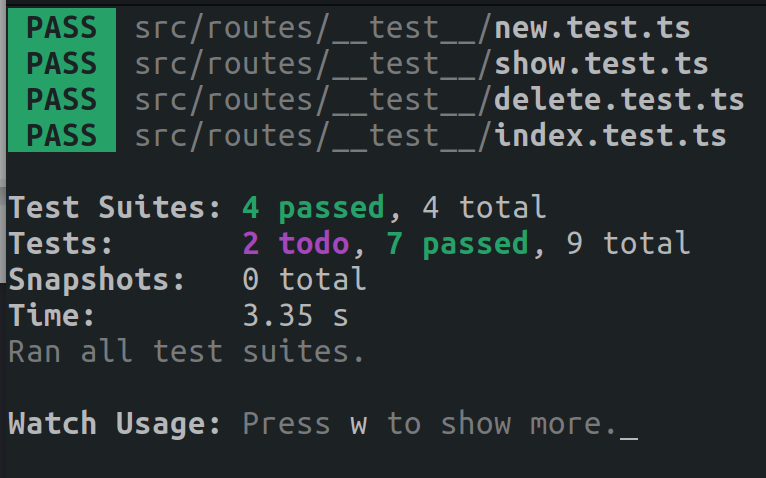 PASS src/routes/__test__/new.test.ts
PASS src/routes/__test__/show.test.ts
PASS src/routes/__test__/delete.test.ts
PASS src/routes/__test__/index.test.ts
Test Suites: 4 passed, 4 total
Tests: 2 todo, 7 passed, 9 total
Snapshots: 0 total
Time: 3.35 s
Ran all test suites.
Watch Usage: Press w to show more._